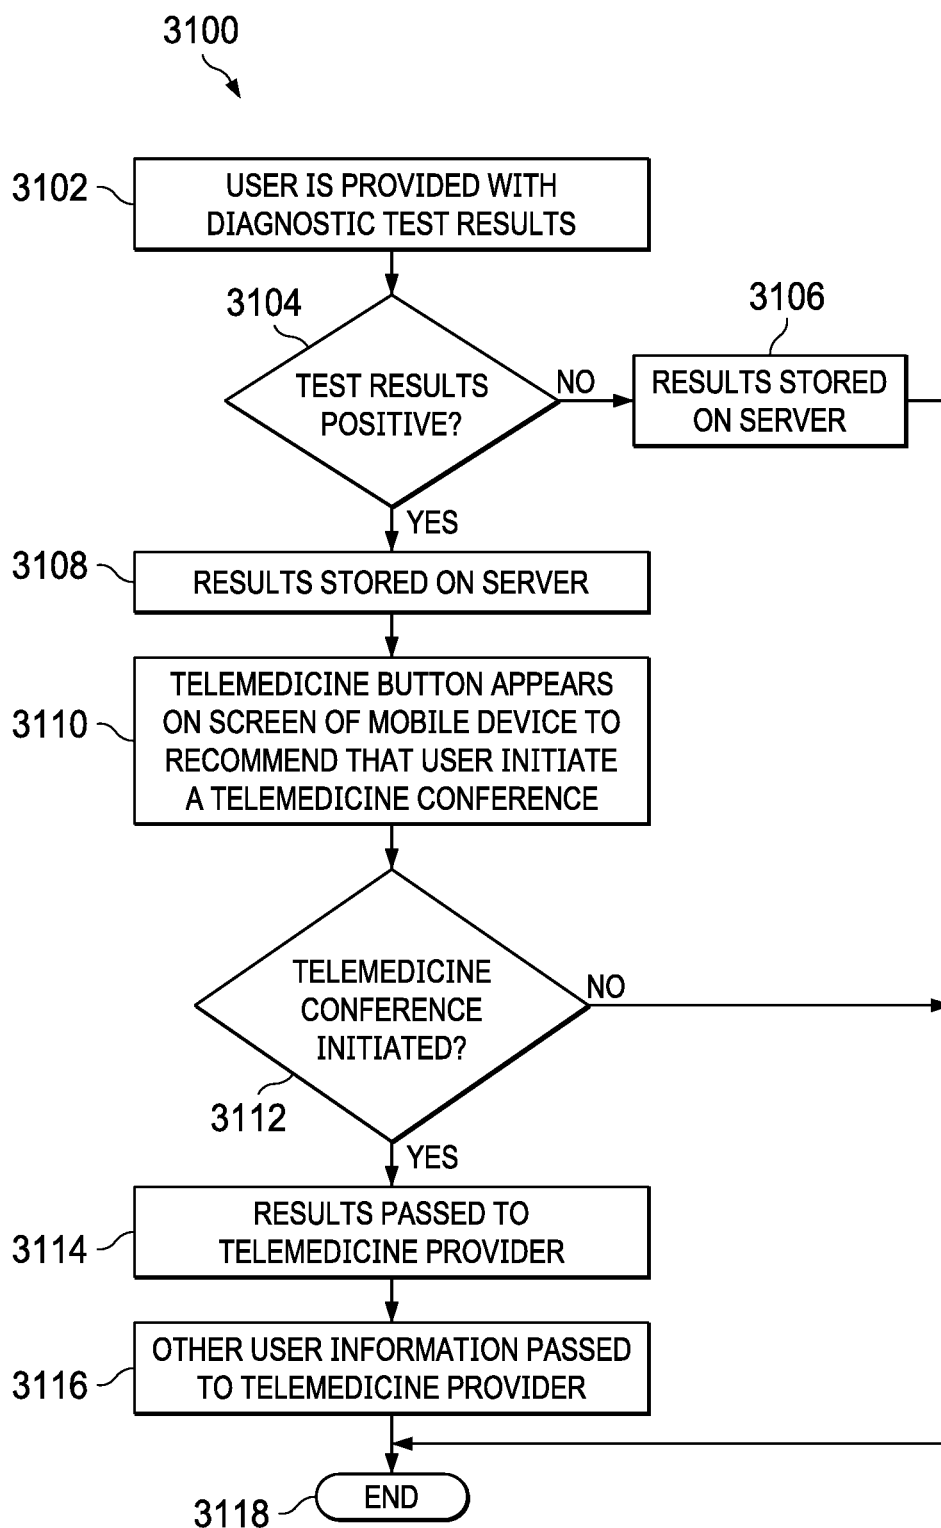 3100
3102
USER IS PROVIDED WITH
DIAGNOSTIC TEST RESULTS
3104
TEST RESULTS
POSITIVE?
NO
3106
RESULTS STORED
ON SERVER
YES
3108
RESULTS STORED ON SERVER
3110
TELEMEDICINE BUTTON APPEARS
ON SCREEN OF MOBILE DEVICE TO
RECOMMEND THAT USER INITIATE
A TELEMEDICINE CONFERENCE
TELEMEDICINE
CONFERENCE
INITIATED?
NO
3112
YES
3114
RESULTS PASSED TO
TELEMEDICINE PROVIDER
3116
OTHER USER INFORMATION PASSED
TO TELEMEDICINE PROVIDER
3118
END